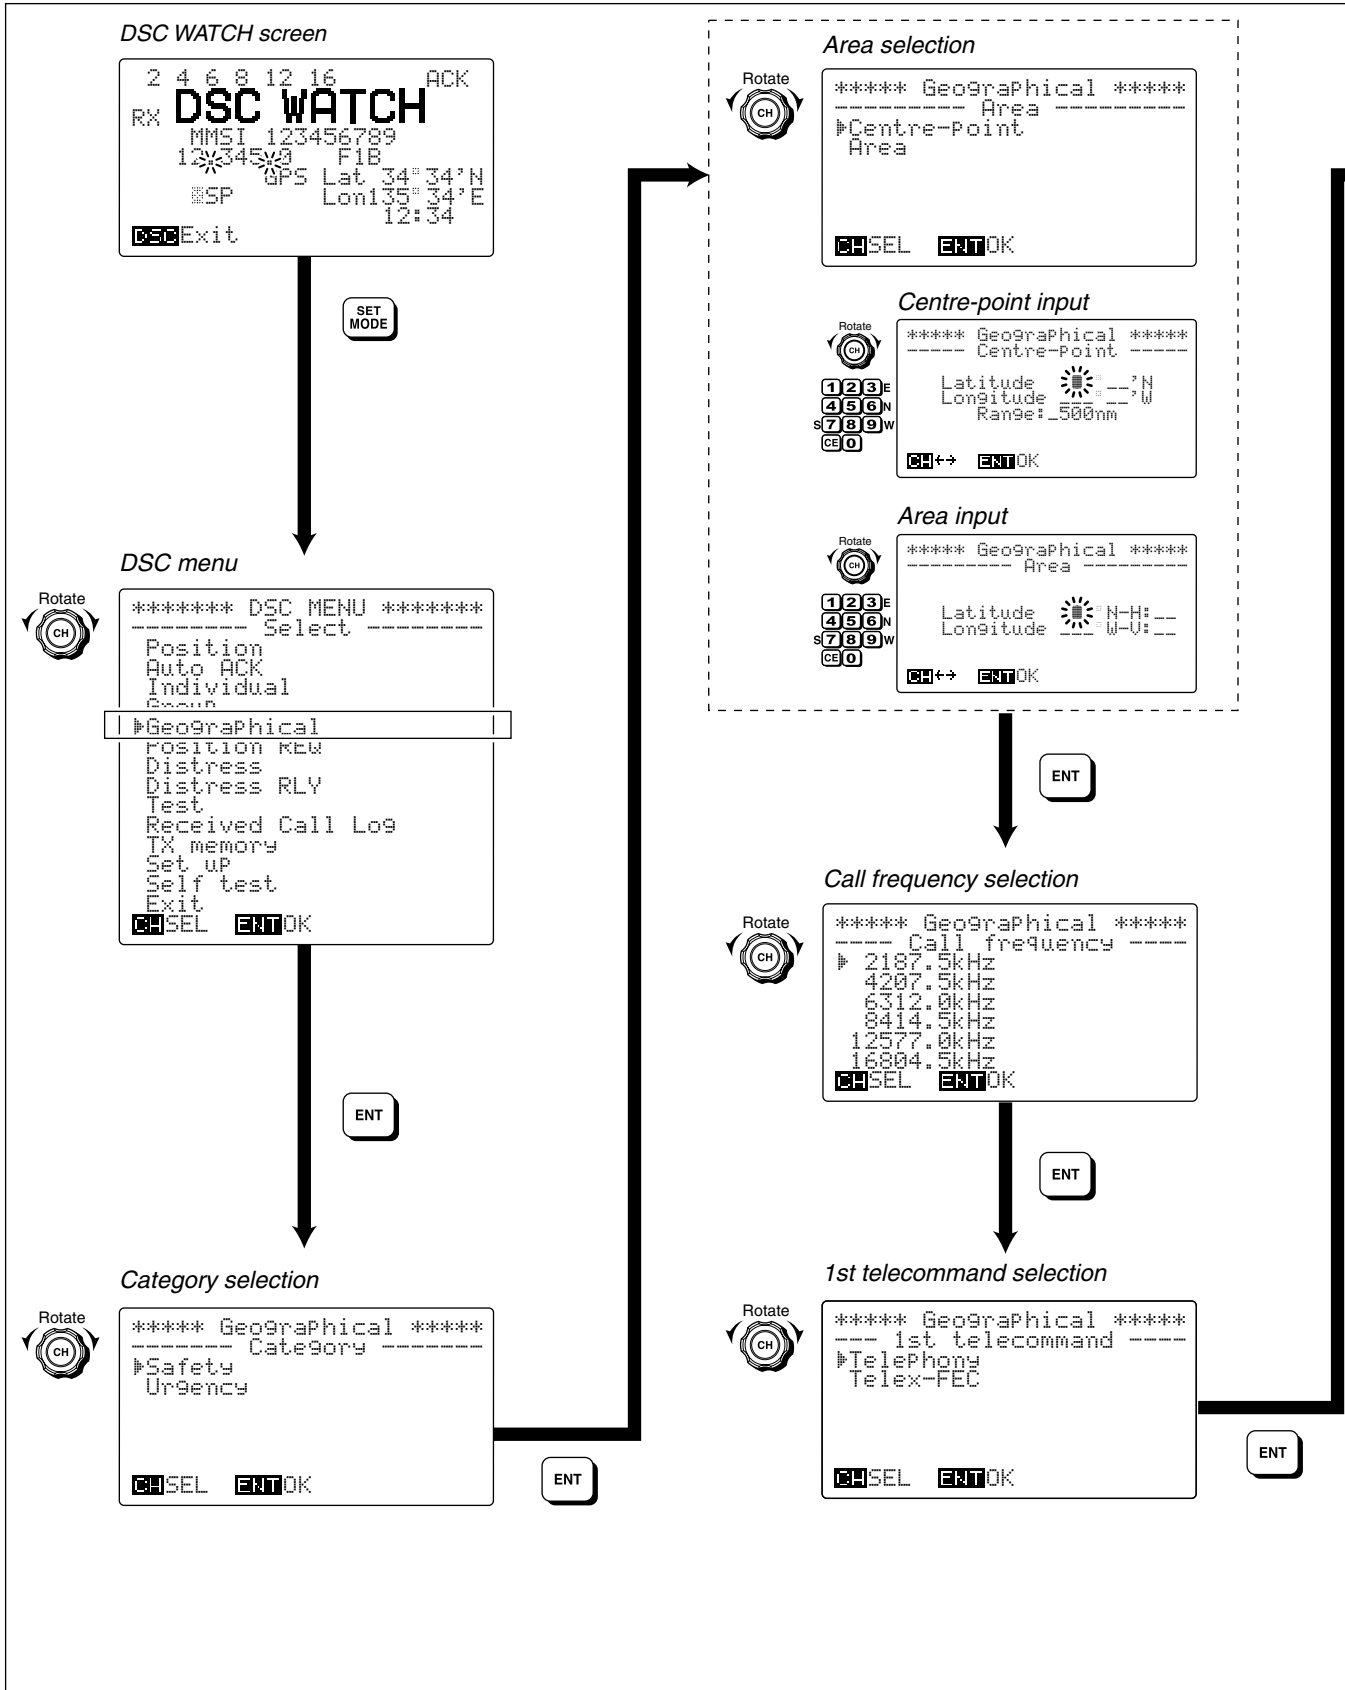 DSC WATCH screen
2 4 6 8 12 16 ACK
RX DSC WATCH
MMSI 123456789
F1B
GPS Lat 34°34'N
SP Lon135°34'E
12:34
DSC Exit
SET MODE
DSC menu
Rotate
CH
******* DSC MENU *******
-------- Select --------
Position
Auto ACK
Individual
Group
Geographical
Position REQ
Distress
Distress RLY
Test
Received Call Log
TX memory
Set up
Self test
Exit
CH SEL ENT OK
ENT
Category selection
Rotate
CH
***** Geographical *****
------- Category -------
Safety
Urgency
CH SEL ENT OK
ENT
Area selection
Rotate
CH
***** Geographical *****
--------- Area ---------
Centre-point
Area
CH SEL ENT OK
Centre-point input
Rotate
CH
1 2 3 E
4 5 6 N
S 7 8 9 W
CE 0
***** Geographical *****
----- Centre-point -----
Latitude °__'N
Longitude ___°__'W
Range:_500nm
CH ←→ ENT OK
Area input
Rotate
CH
1 2 3 E
4 5 6 N
S 7 8 9 W
CE 0
***** Geographical *****
--------- Area ---------
Latitude °N-H:__
Longitude ___°W-V:__
CH ←→ ENT OK
ENT
Call frequency selection
Rotate
CH
***** Geographical *****
---- Call frequency ----
2187.5kHz
4207.5kHz
6312.0kHz
8414.5kHz
12577.0kHz
16804.5kHz
CH SEL ENT OK
ENT
1st telecommand selection
Rotate
CH
***** Geographical *****
--- 1st telecommand ----
Telephony
Telex-FEC
CH SEL ENT OK
ENT